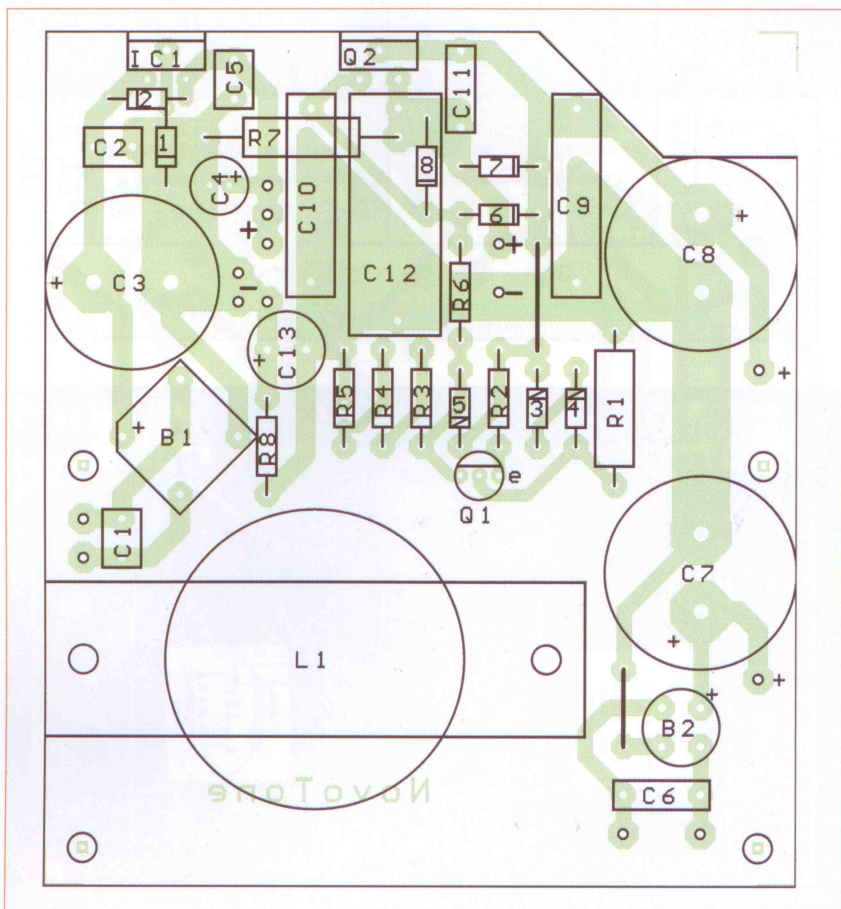 IC1
Q2
C5
C11
2
C2
1
R7
8
7
C4
+
C10
6
C9
+
+
+
C8
+
C3
-
C12
R6
-
+
C13
R5
R4
R3
5
R2
3
4
R1
+
+
B1
R8
e
Q1
C1
C7
L1
+
+
+
B2
C6
NovoTone